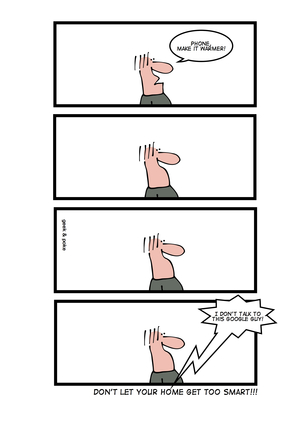 PHONE,
MAKE IT WARMER!
geek & poke
I DON'T TALK TO
THIS GOOGLE GUY!
DON'T LET YOUR HOME GET TOO SMART!!!